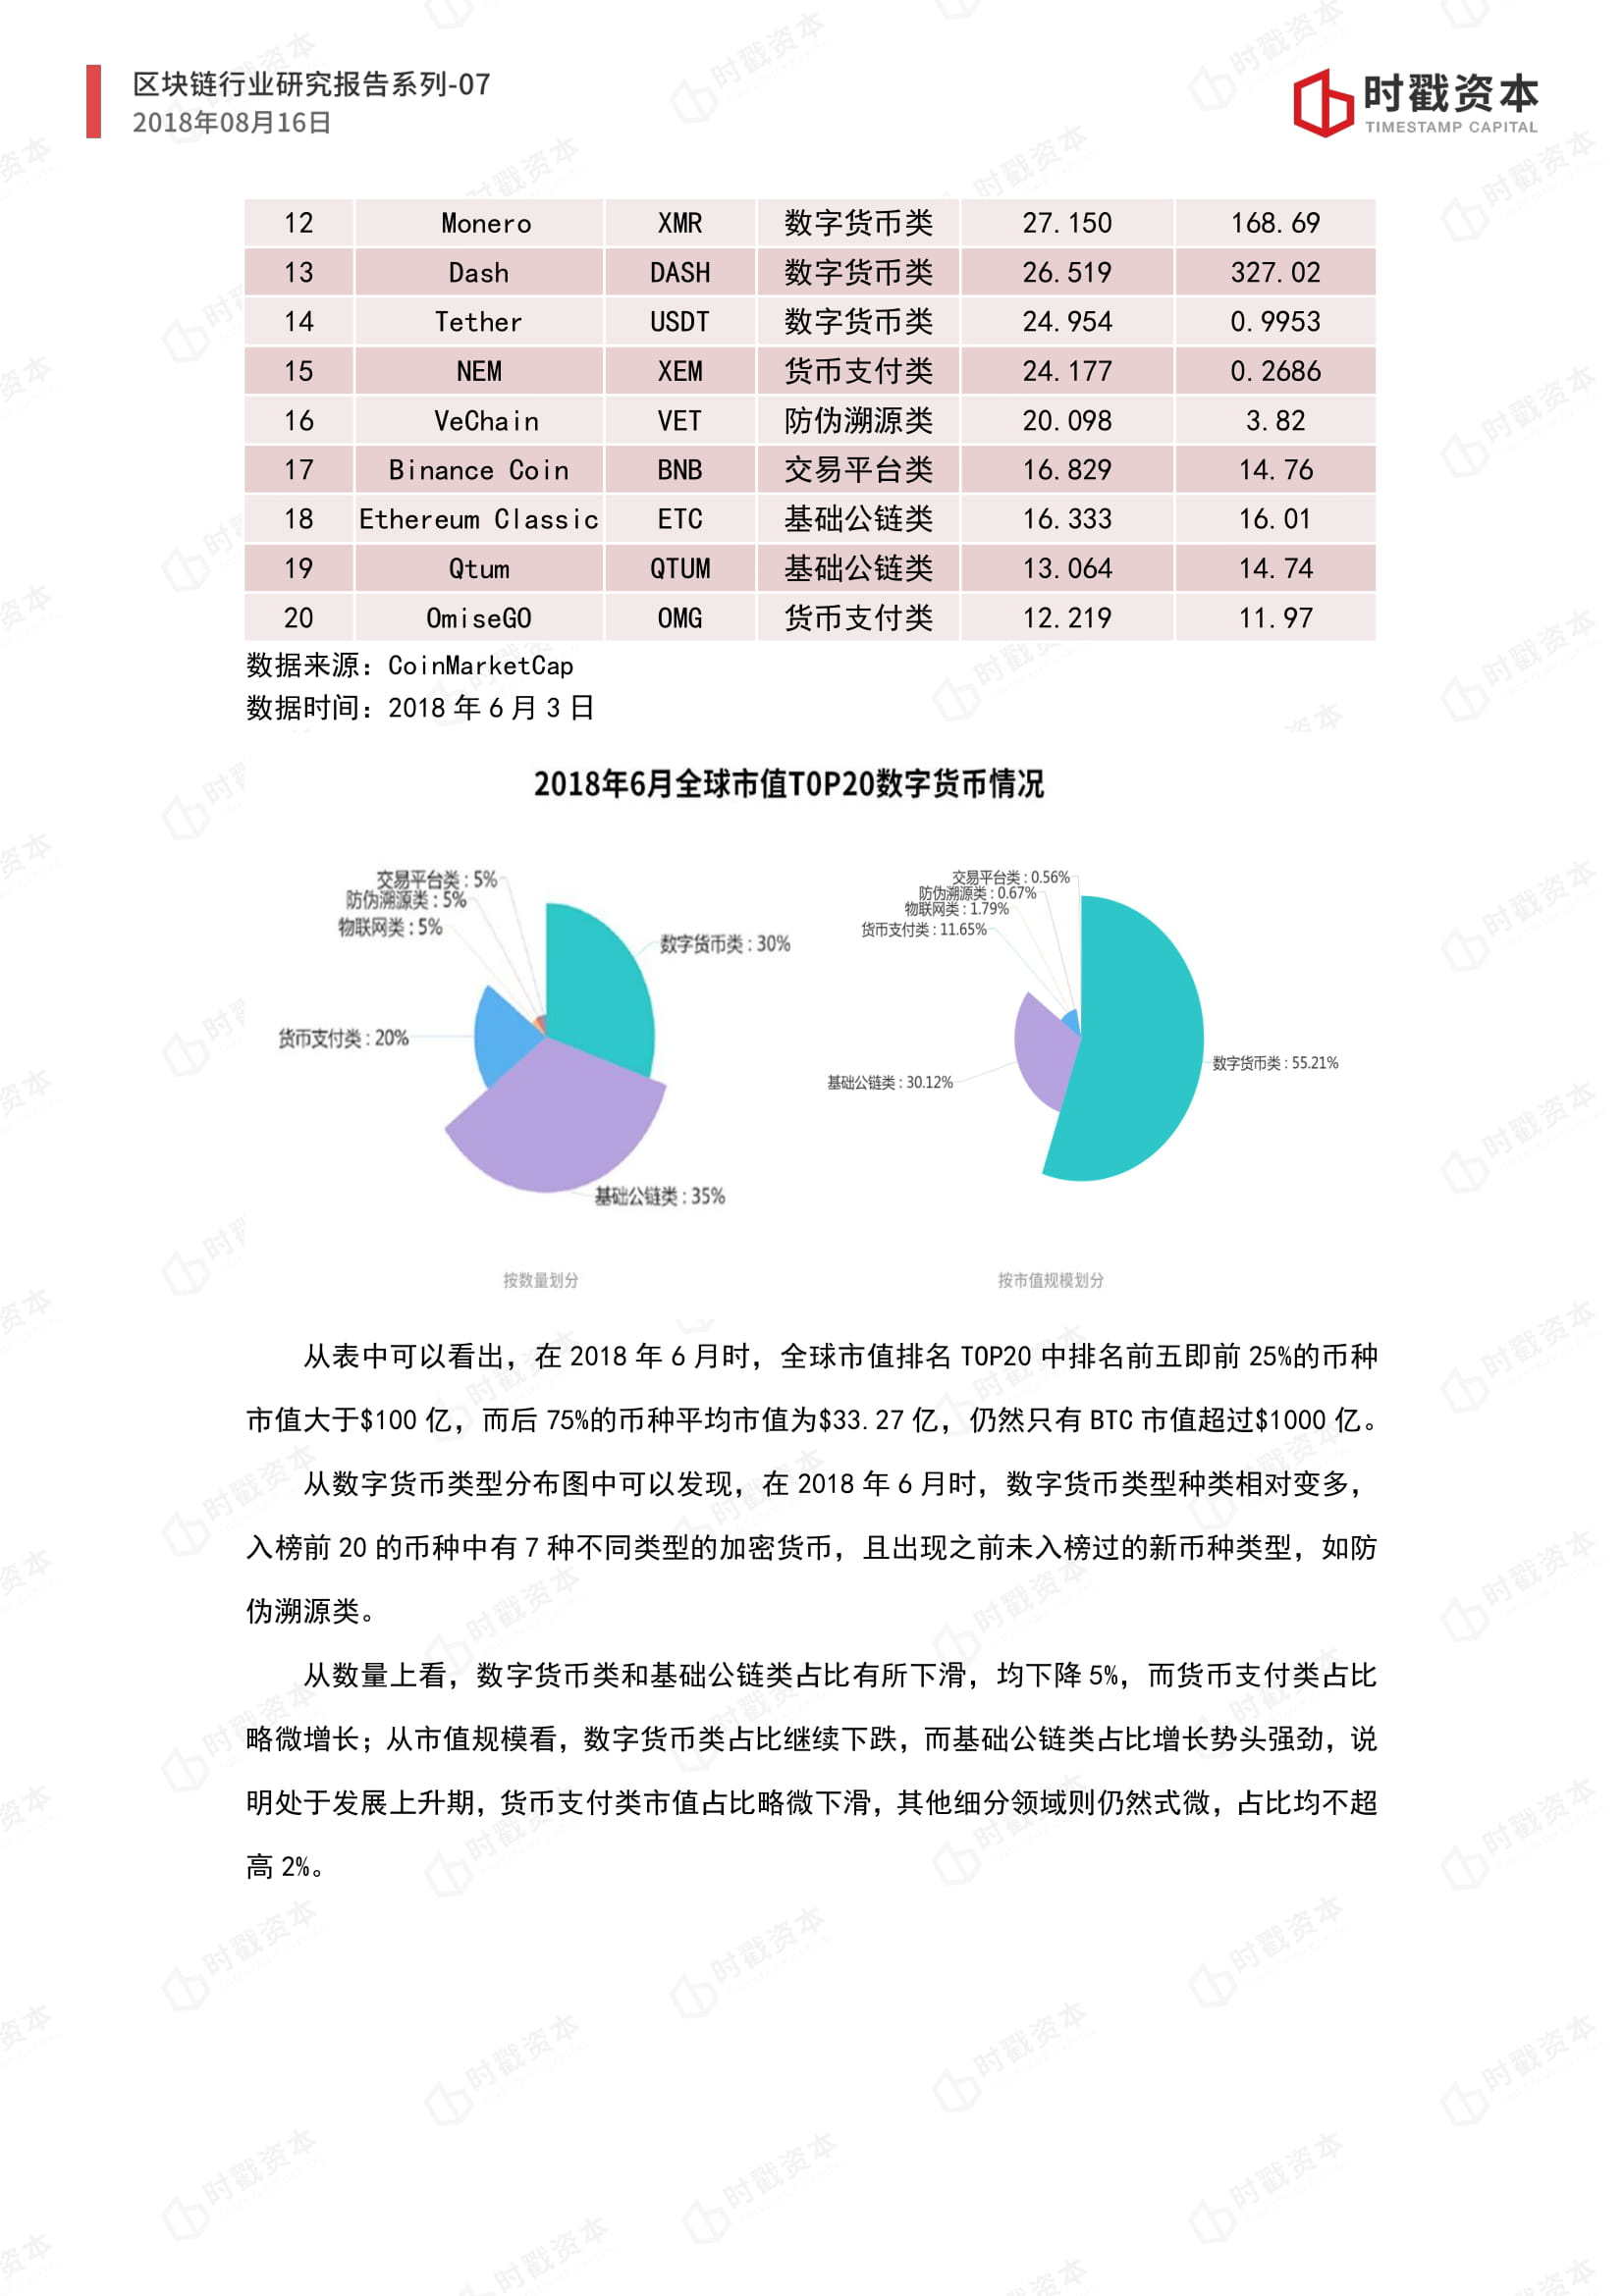 区块链行业研究报告系列-07
2018年08月16日
时戳资本
TIMESTAMP CAPITAL
12 Monero XMR 数字货币类 27.150 168.69
13 Dash DASH 数字货币类 26.519 327.02
14 Tether USDT 数字货币类 24.954 0.9953
15 NEM XEM 货币支付类 24.177 0.2686
16 VeChain VET 防伪溯源类 20.098 3.82
17 Binance Coin BNB 交易平台类 16.829 14.76
18 Ethereum Classic ETC 基础公链类 16.333 16.01
19 Qtum QTUM 基础公链类 13.064 14.74
20 OmiseGO OMG 货币支付类 12.219 11.97
数据来源：CoinMarketCap
数据时间：2018 年 6 月 3 日
2018年6月全球市值TOP20数字货币情况
交易平台类 : 5%
防伪溯源类 : 5%
物联网类 : 5%
数字货币类 : 30%
货币支付类 : 20%
基础公链类 : 35%
按数量划分
交易平台类 : 0.56%
防伪溯源类 : 0.67%
物联网类 : 1.79%
货币支付类 : 11.65%
数字货币类 : 55.21%
基础公链类 : 30.12%
按市值规模划分
从表中可以看出，在 2018 年 6 月时，全球市值排名 TOP20 中排名前五即前 25%的币种
市值大于$100 亿，而后 75%的币种平均市值为$33.27 亿，仍然只有 BTC 市值超过$1000 亿。
从数字货币类型分布图中可以发现，在 2018 年 6 月时，数字货币类型种类相对变多，
入榜前 20 的币种中有 7 种不同类型的加密货币，且出现之前未入榜过的新币种类型，如防
伪溯源类。
从数量上看，数字货币类和基础公链类占比有所下滑，均下降 5%，而货币支付类占比
略微增长；从市值规模看，数字货币类占比继续下跌，而基础公链类占比增长势头强劲，说
明处于发展上升期，货币支付类市值占比略微下滑，其他细分领域则仍然式微，占比均不超
高 2%。